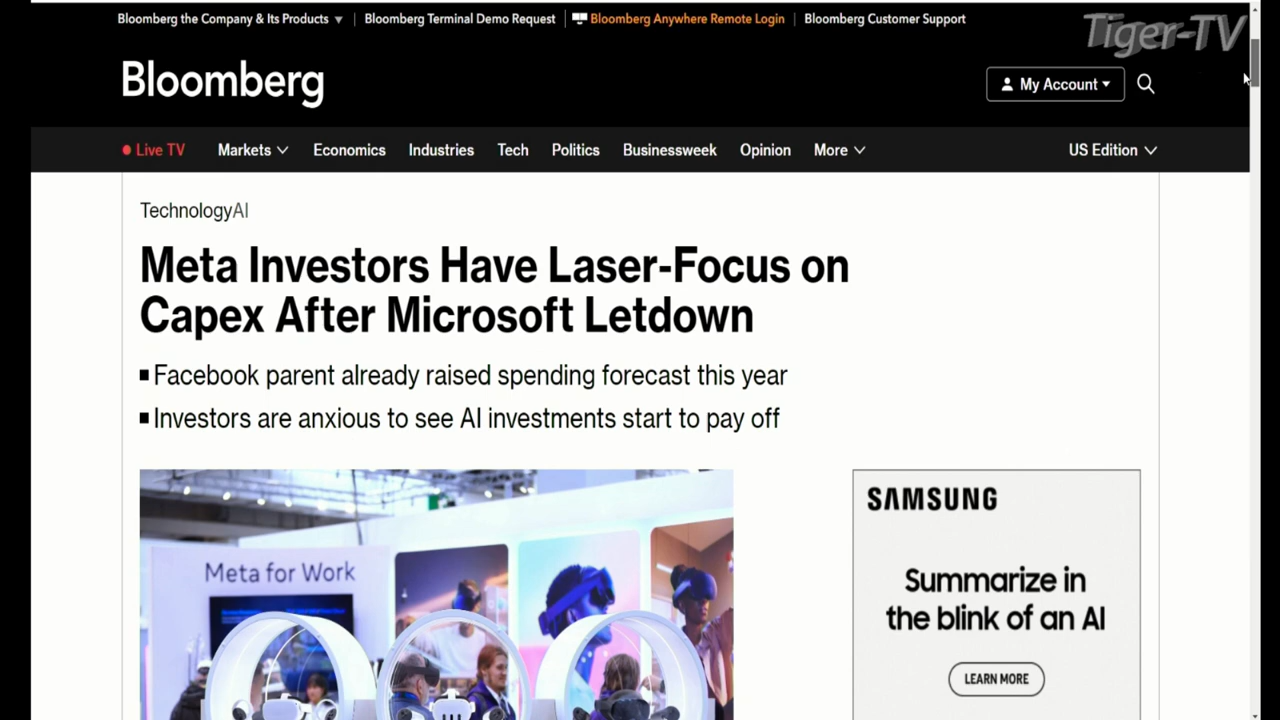 Bloomberg the Company & Its Products Bloomberg Terminal Demo Request Bloomberg Anywhere Remote Login Bloomberg Customer Support
Tiger-TV
Bloomberg
My Account
Live TV Markets Economics Industries Tech Politics Businessweek Opinion More US Edition
TechnologyAI
Meta Investors Have Laser-Focus on
Capex After Microsoft Letdown
Facebook parent already raised spending forecast this year
Investors are anxious to see AI investments start to pay off
Meta for Work
SAMSUNG
Summarize in
the blink of an AI
LEARN MORE